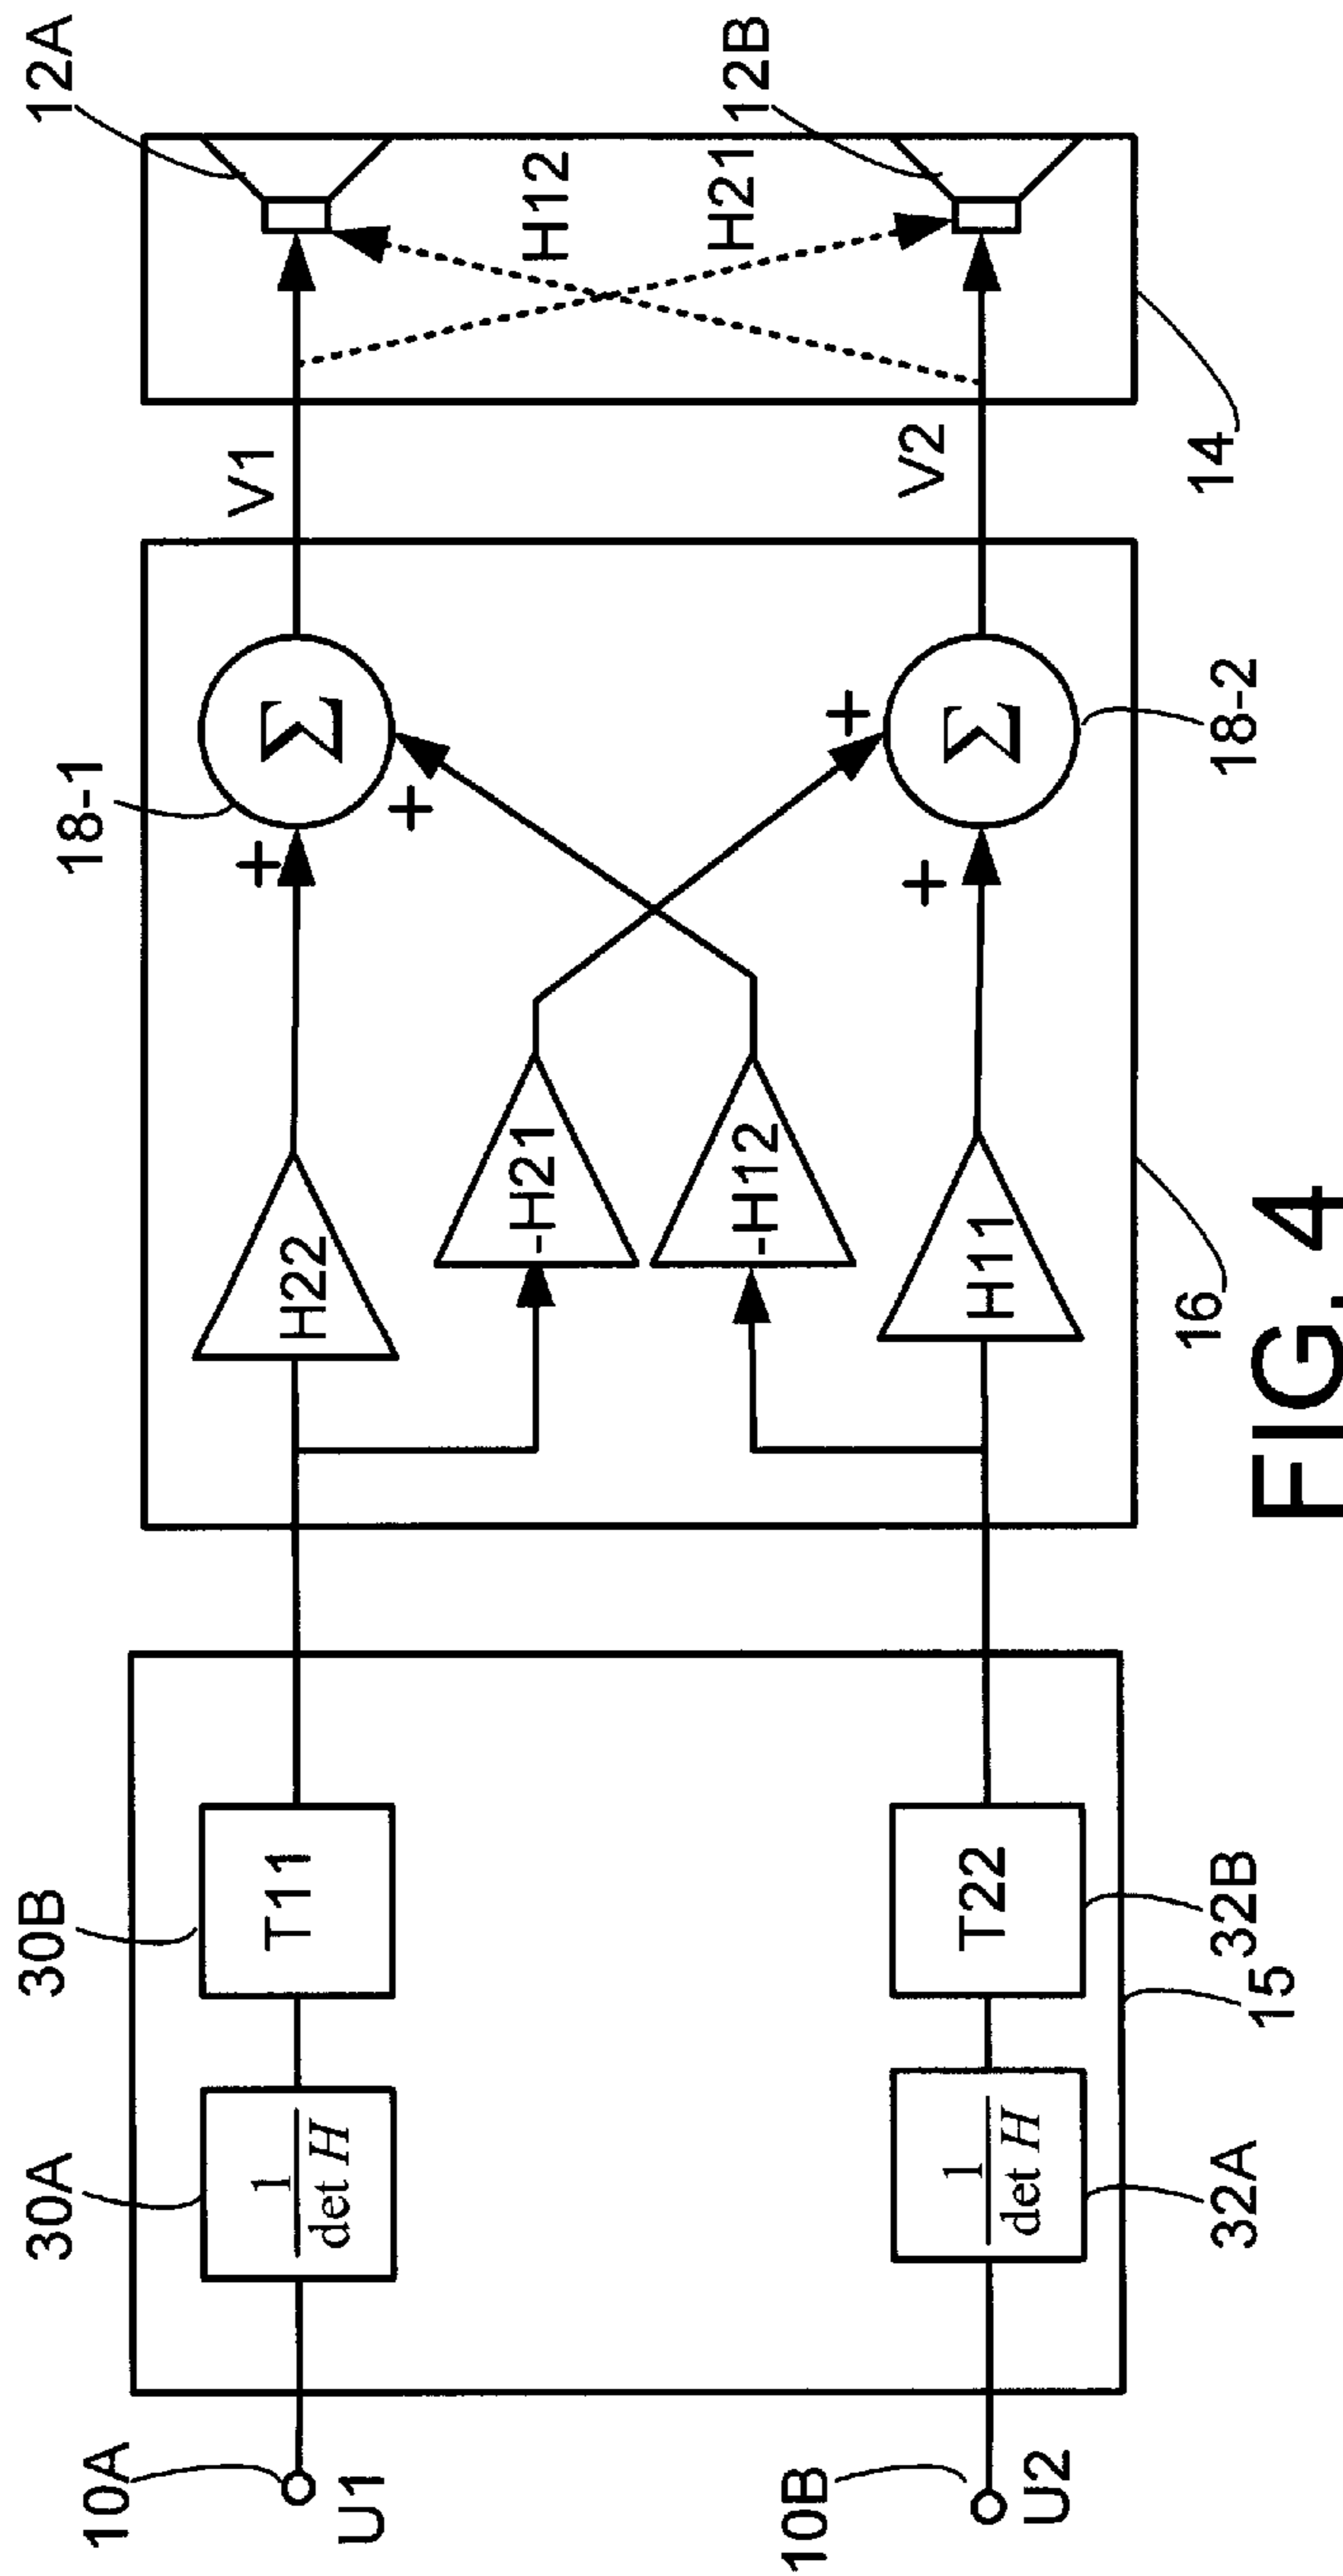 10A
U1
30A
1
det H
30B
T11
H22
-H21
+
18-1
Σ
+
V1
12A
H12
H21
10B
U2
32A
1
det H
32B
T22
15
-H12
H11
+
+
Σ
18-2
16
V2
12B
14
FIG. 4